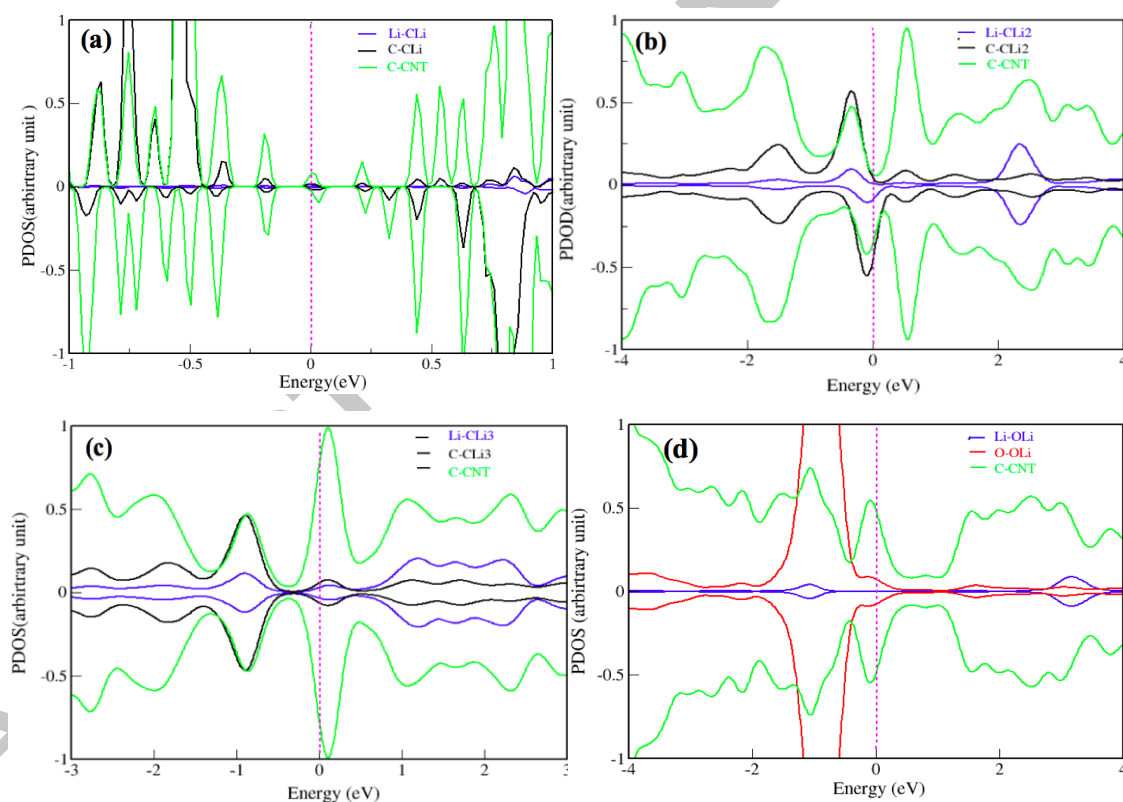 (a)
Li-CLi
C-CLi
C-CNT
PDOS(arbirtrary unit )
1
0.5
0
-0.5
-1
-1
-0.5
0
0.5
1
Energy(eV)
(b)
Li-CLi2
C-CLi2
C-CNT
PDOD(arbirtrary unit)
1
0.5
0
-0.5
-1
-4
-2
0
2
4
Energy (eV)
(c)
Li-CLi3
C-CLi3
C-CNT
PDOS(arbirtrary unit)
1
0.5
0
-0.5
-1
-3
-2
-1
0
1
2
3
Energy (eV)
(d)
Li-OLi
O-OLi
C-CNT
PDOS (arbirtrary unit)
1
0.5
0
-0.5
-1
-4
-2
0
2
4
Energy (eV)